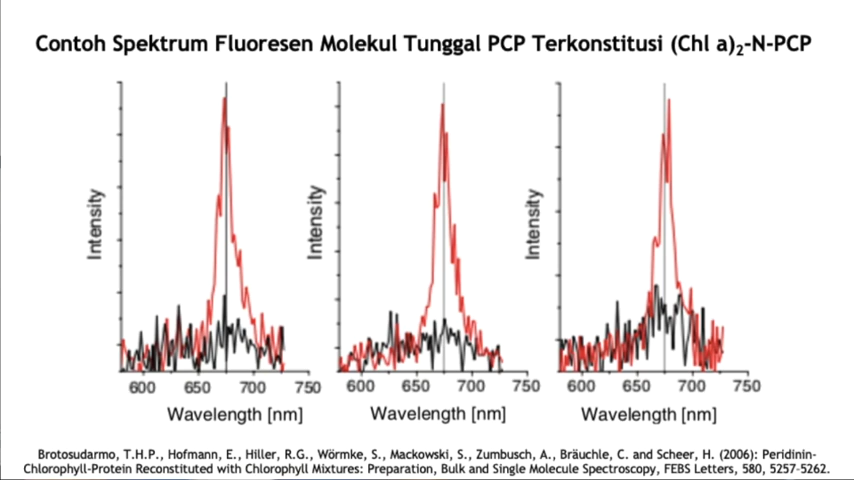 Contoh Spektrum Fluoresen Molekul Tunggal PCP Terkonstitusi (Chl a)₂-N-PCP
Intensity
600 650 700 750
Wavelength [nm]
Intensity
600 650 700 750
Wavelength [nm]
Intensity
600 650 700 750
Wavelength [nm]
Brotosudarmo, T.H.P., Hofmann, E., Hiller, R.G., Wörmke, S., Mackowski, S., Zumbusch, A., Bräuchle, C. and Scheer, H. (2006): Peridinin-
Chlorophyll-Protein Reconstituted with Chlorophyll Mixtures: Preparation, Bulk and Single Molecule Spectroscopy, FEBS Letters, 580, 5257-5262.